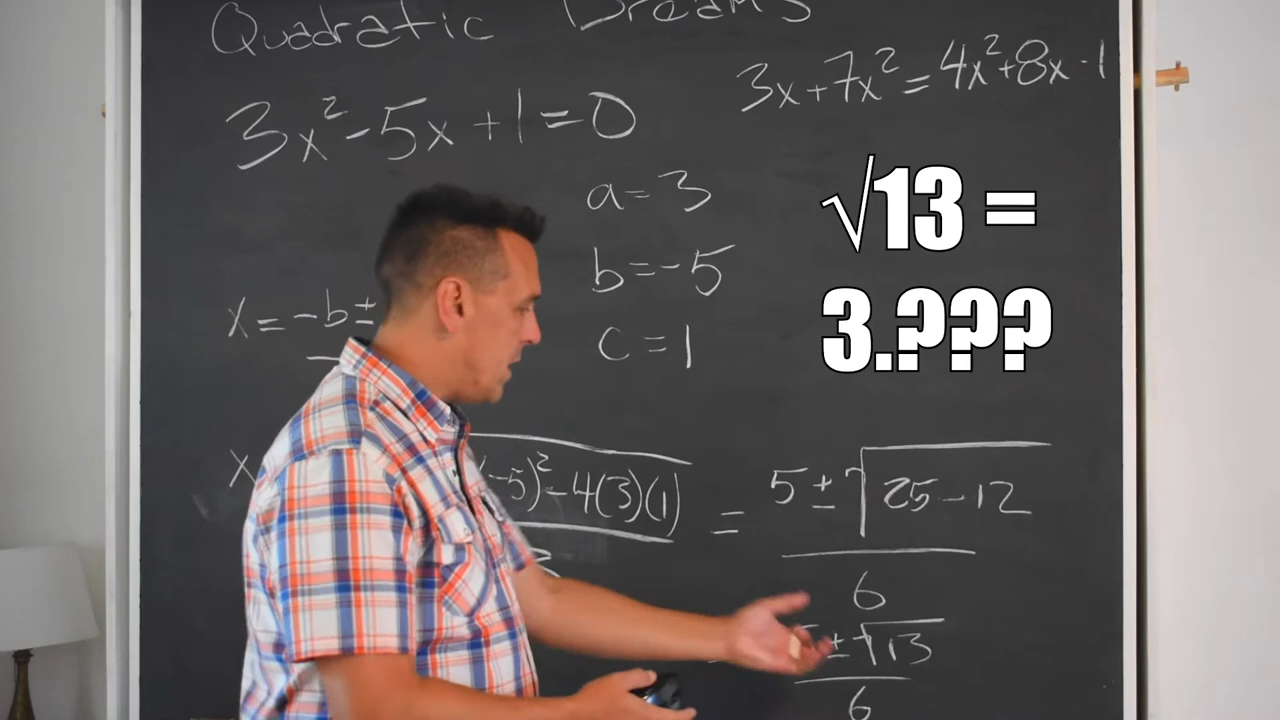 Quadratic Dreams
3x+7x²=4x²+8x-1
3x²-5x+1=0
a=3
b=-5
c=1
√13 =
3.???
x=-b±
x
-5)²-4(3)(1) = 5±√25-12
6
±√13
6